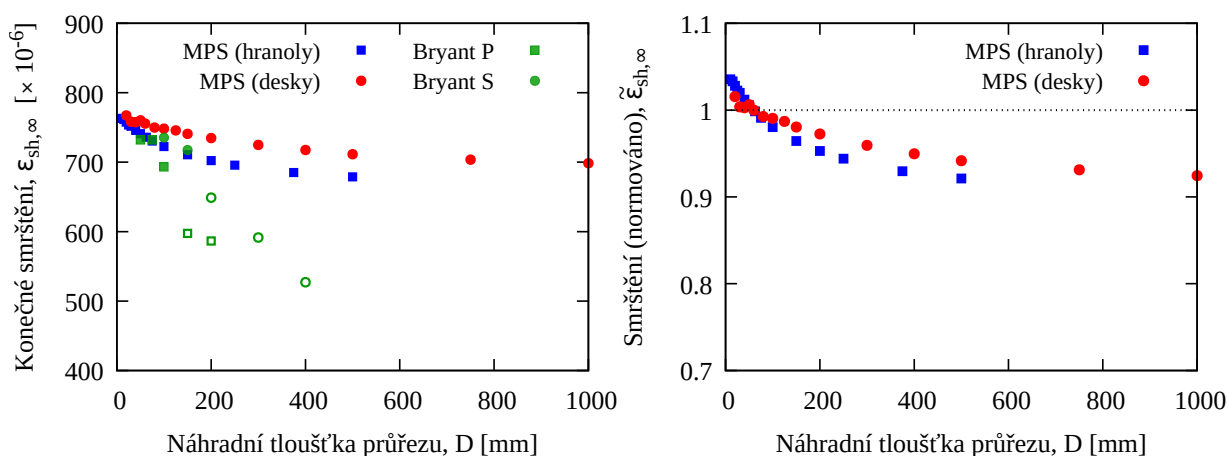 Konečné smrštění, εsh,∞ [× 10-6]
900
800
700
600
500
400
MPS (hranoly)
MPS (desky)
Bryant P
Bryant S
0 200 400 600 800 1000
Náhradní tloušťka průřezu, D [mm]
Smrštění (normováno), ε̃sh,∞
1.1
1
0.9
0.8
0.7
MPS (hranoly)
MPS (desky)
0 200 400 600 800 1000
Náhradní tloušťka průřezu, D [mm]